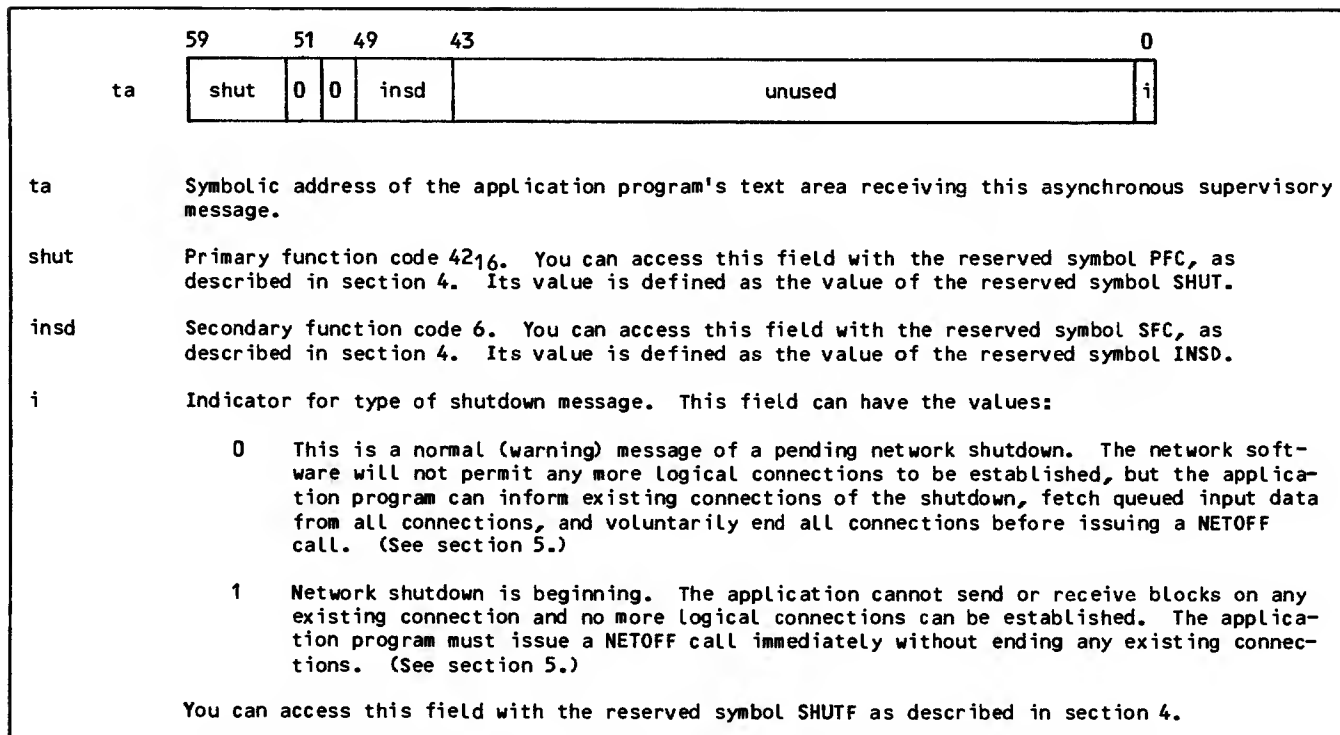 59 51 49 43 0
ta shut 0 0 insd unused i
ta Symbolic address of the application program's text area receiving this asynchronous supervisory
message.
shut Primary function code 42₁₆. You can access this field with the reserved symbol PFC, as
described in section 4. Its value is defined as the value of the reserved symbol SHUT.
insd Secondary function code 6. You can access this field with the reserved symbol SFC, as
described in section 4. Its value is defined as the value of the reserved symbol INSD.
i Indicator for type of shutdown message. This field can have the values:
0 This is a normal (warning) message of a pending network shutdown. The network soft-
ware will not permit any more logical connections to be established, but the applica-
tion program can inform existing connections of the shutdown, fetch queued input data
from all connections, and voluntarily end all connections before issuing a NETOFF
call. (See section 5.)
1 Network shutdown is beginning. The application cannot send or receive blocks on any
existing connection and no more logical connections can be established. The applica-
tion program must issue a NETOFF call immediately without ending any existing connec-
tions. (See section 5.)
You can access this field with the reserved symbol SHUTF as described in section 4.